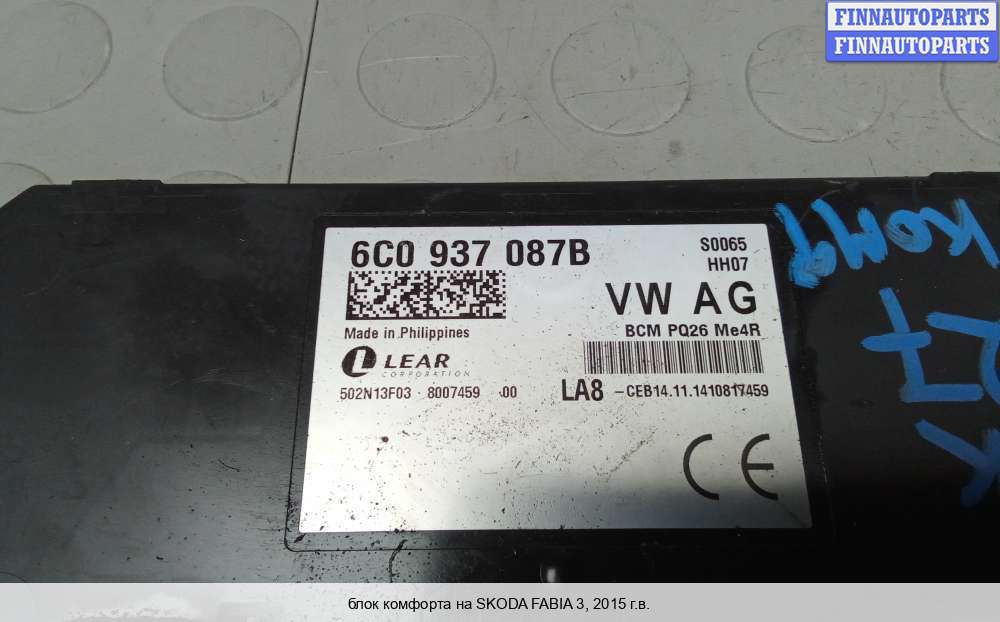 FINNAUTOPARTS
FINNAUTOPARTS
6C0 937 087B
S0065
HH07
VW AG
Made in Philippines
BCM PQ26 Me4R
LEAR
CORPORATION
502N13F03 8007459 00
LA8 -CEB14.11.1410817459
CE
блок комфорта на SKODA FABIA 3, 2015 г.в.